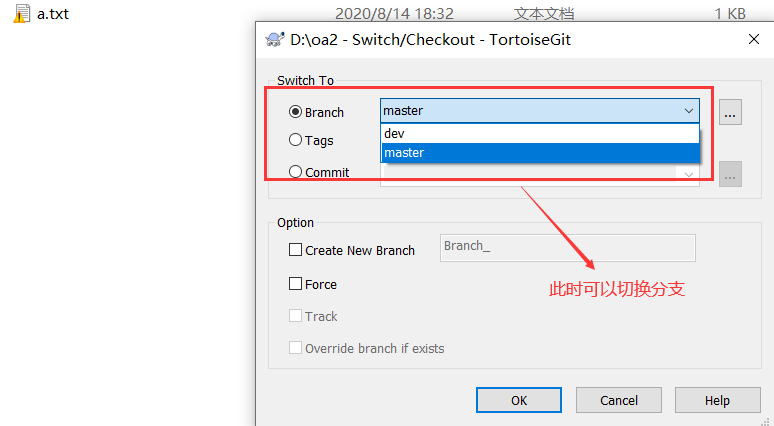 a.txt 2020/8/14 18:32 文本文档 1 KB
D:\oa2 - Switch/Checkout - TortoiseGit
Switch To
Branch master ...
dev
Tags
master
Commit ...
Option
Create New Branch Branch_
Force
此时可以切换分支
Track
Override branch if exists
OK Cancel Help